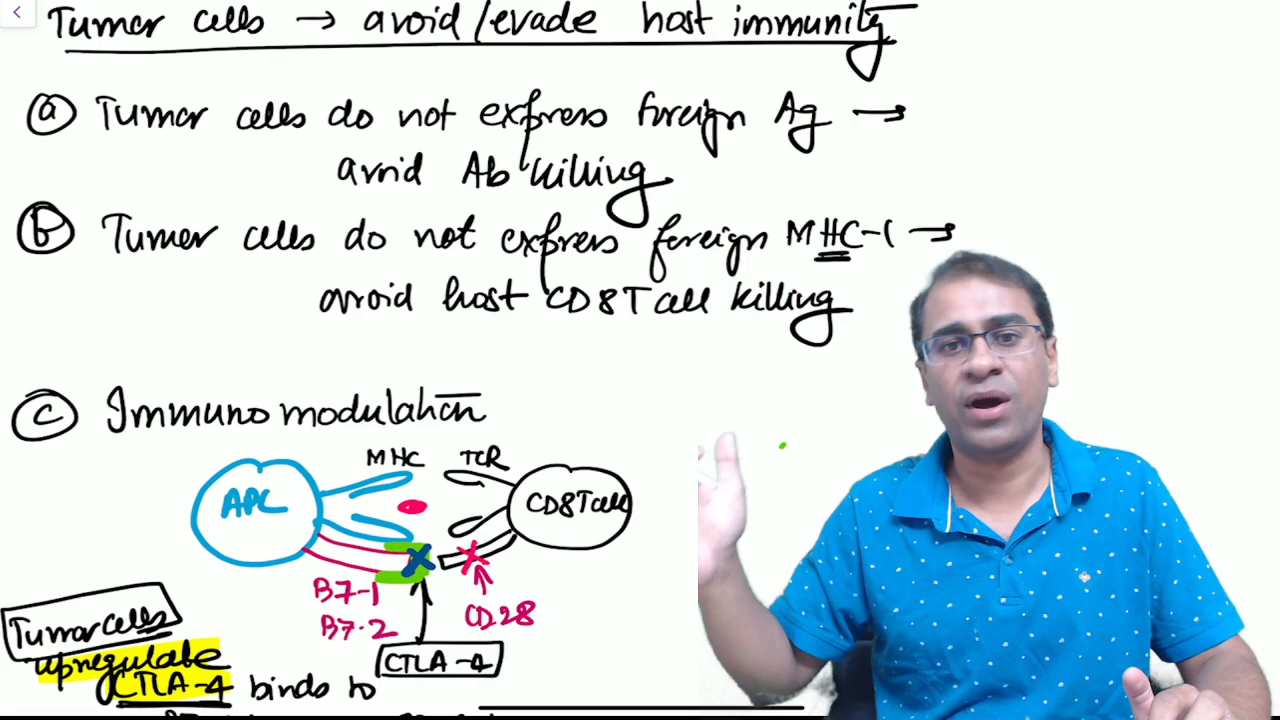 Tumor cells → avoid/evade host immunity
(a) Tumor cells do not express foreign Ag →
avoid Ab killing
(b) Tumor cells do not express foreign MHC-I →
avoid host CD8T cell killing
(c) Immunomodulation
MHC TCR
APC
CD8T cell
B7-1
B7-2
CD28
CTLA-4
Tumor cells
upregulate
CTLA-4 binds to